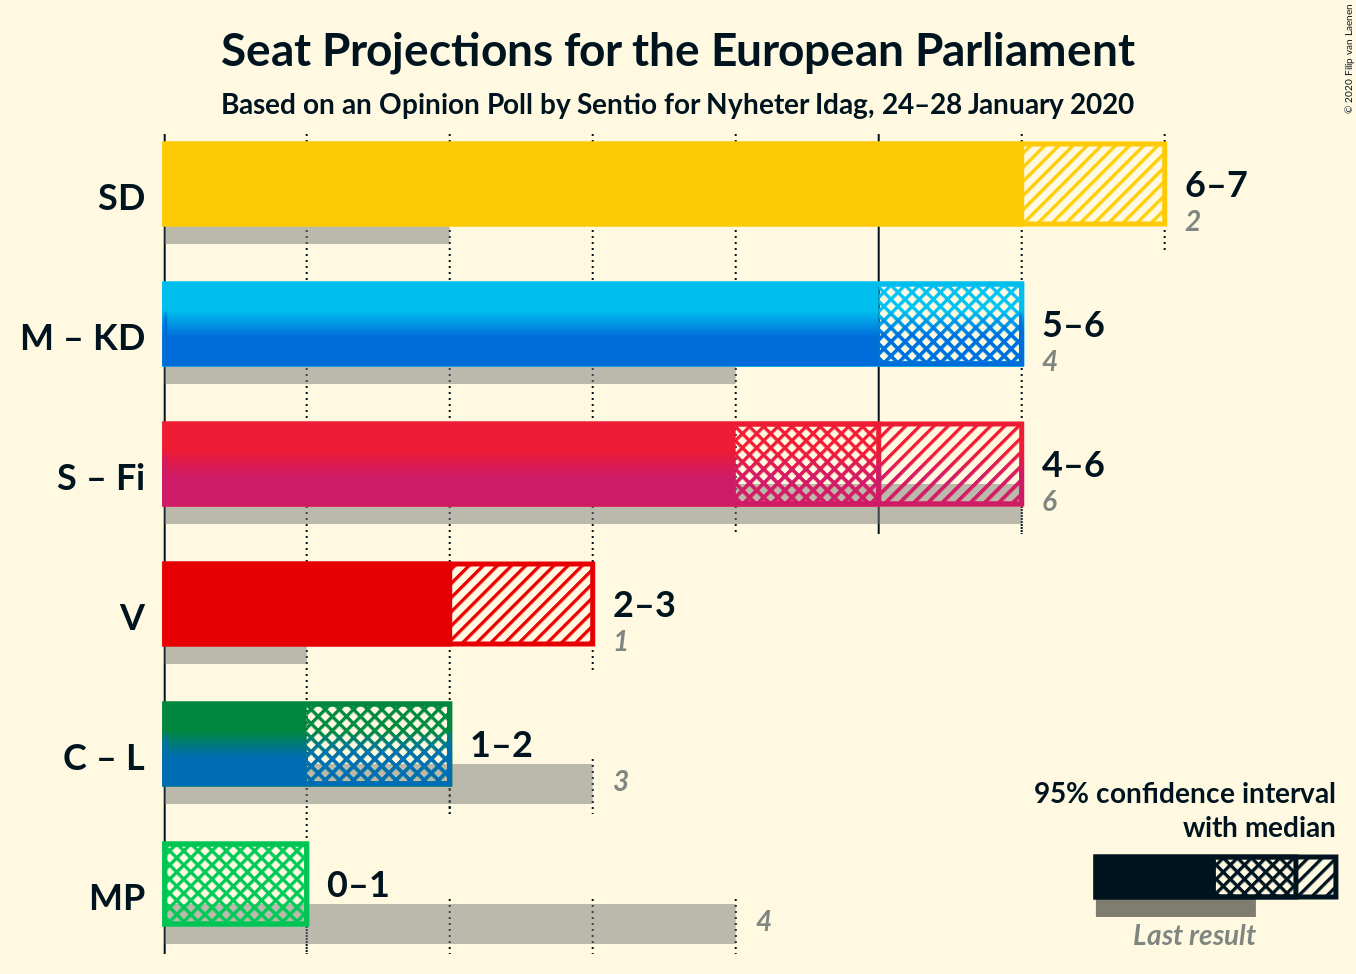 Seat Projections for the European Parliament
Based on an Opinion Poll by Sentio for Nyheter Idag, 24–28 January 2020
© 2020 Filip van Laenen
SD
6–7
2
M – KD
5–6
4
S – Fi
4–6
6
V
2–3
1
C – L
1–2
3
MP
0–1
4
95% confidence interval
with median
Last result